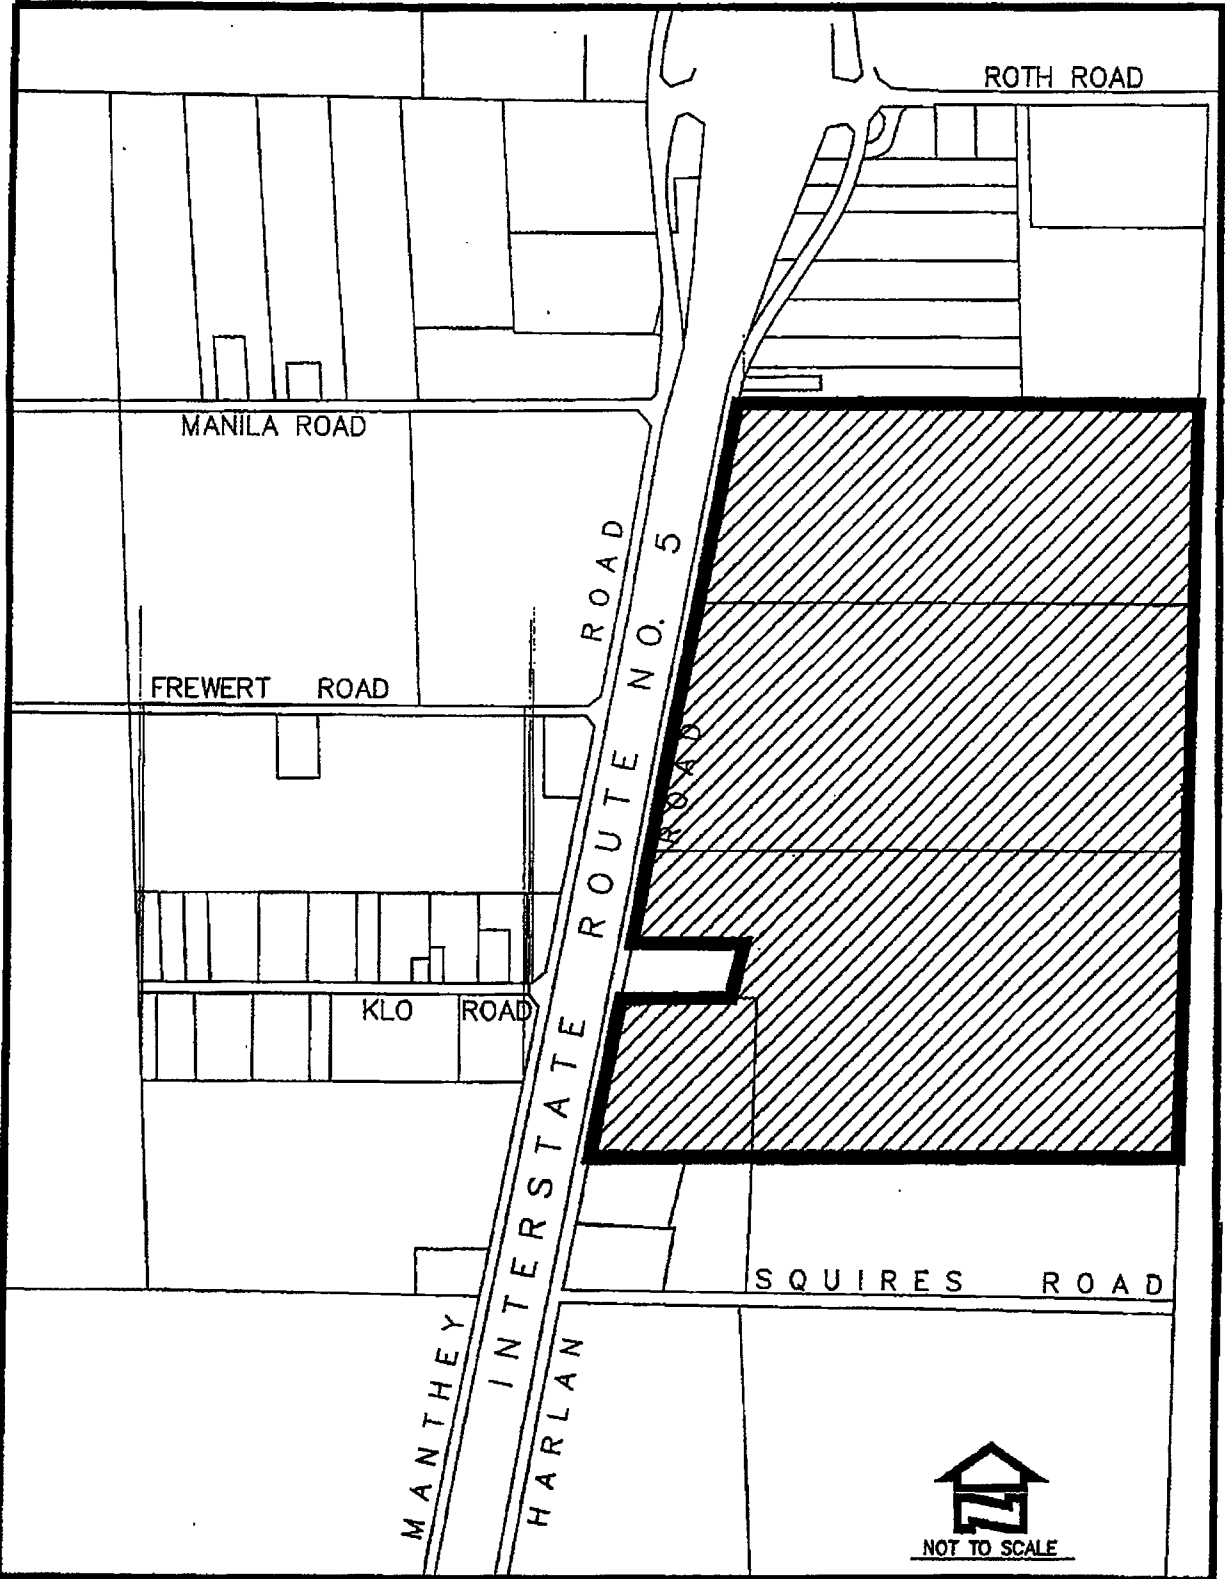 ROTH ROAD
MANILA ROAD
FREWERT ROAD
KLO ROAD
MANTHEY ROAD
INTERSTATE ROUTE NO. 5
HARLAN ROAD
SQUIRES ROAD
N
NOT TO SCALE